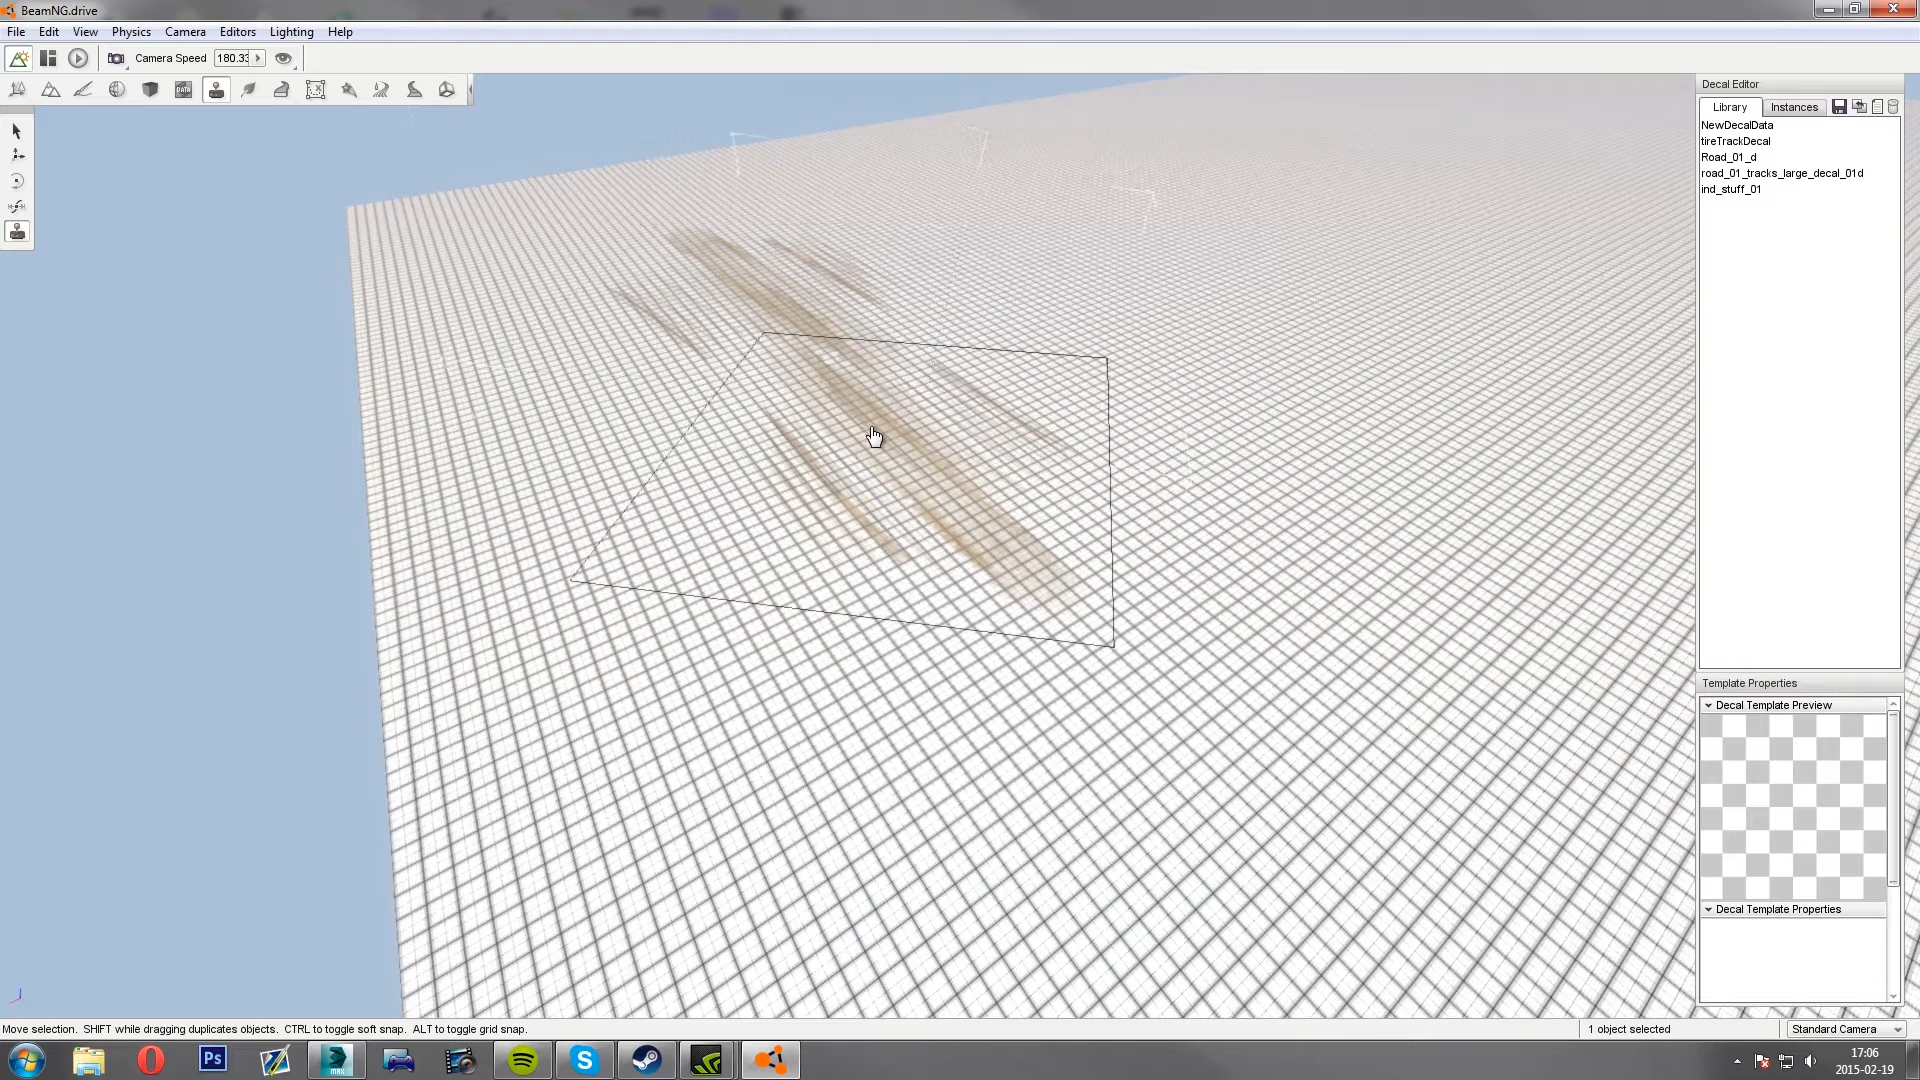 BeamNG.drive
File Edit View Physics Camera Editors Lighting Help
Camera Speed 180.33
DATA
Decal Editor
Library Instances
NewDecalData
tireTrackDecal
Road_01_d
road_01_tracks_large_decal_01d
ind_stuff_01
Template Properties
Decal Template Preview
Decal Template Properties
Move selection. SHIFT while dragging duplicates objects. CTRL to toggle soft snap. ALT to toggle grid snap.
1 object selected
Standard Camera
Ps
MAX
S
17:06
2015-02-19